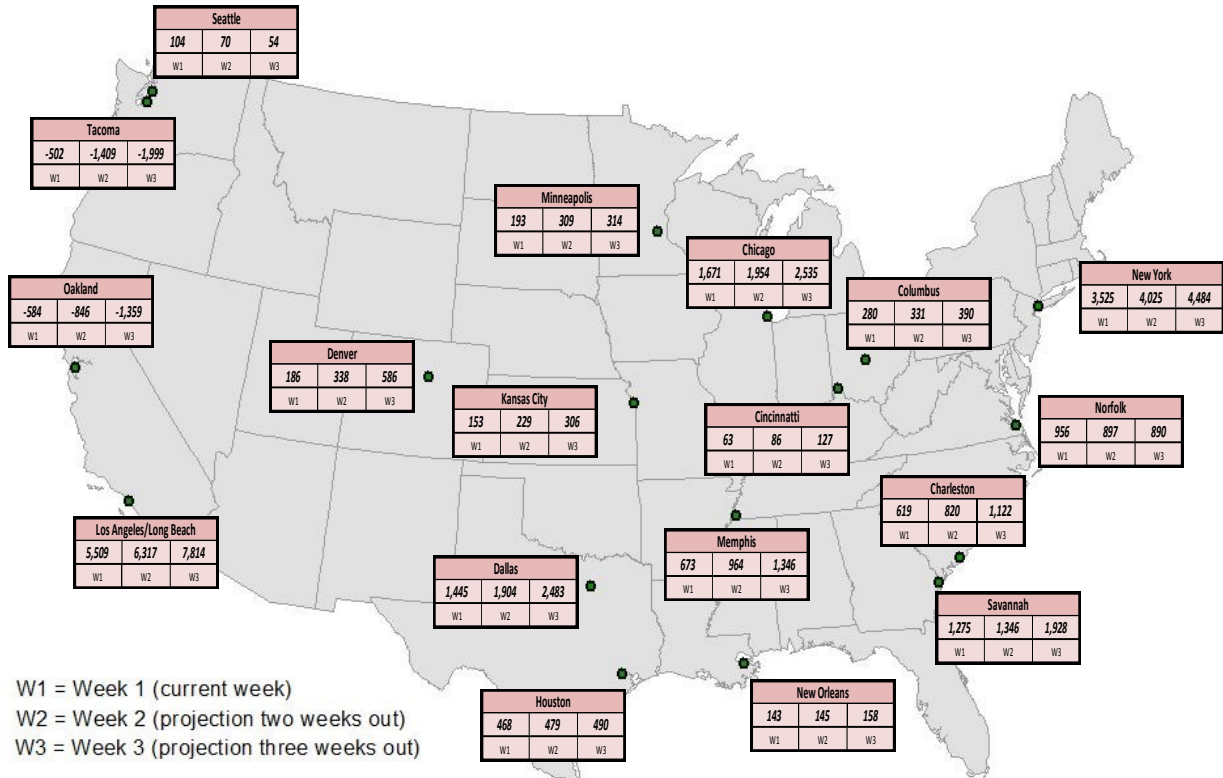 Seattle
104 70 54
W1 W2 W3
Tacoma
-502 -1,409 -1,999
W1 W2 W3
Minneapolis
193 309 314
W1 W2 W3
Chicago
1,671 1,954 2,535
W1 W2 W3
New York
3,525 4,025 4,484
W1 W2 W3
Oakland
-584 -846 -1,359
W1 W2 W3
Columbus
280 331 390
W1 W2 W3
Denver
186 338 586
W1 W2 W3
Kansas City
153 229 306
W1 W2 W3
Cincinnatti
63 86 127
W1 W2 W3
Norfolk
956 897 890
W1 W2 W3
Charleston
619 820 1,122
W1 W2 W3
Los Angeles/Long Beach
5,509 6,317 7,814
W1 W2 W3
Memphis
673 964 1,346
W1 W2 W3
Dallas
1,445 1,904 2,483
W1 W2 W3
Savannah
1,275 1,346 1,928
W1 W2 W3
Houston
468 479 490
W1 W2 W3
New Orleans
143 145 158
W1 W2 W3
W1 = Week 1 (current week)
W2 = Week 2 (projection two weeks out)
W3 = Week 3 (projection three weeks out)